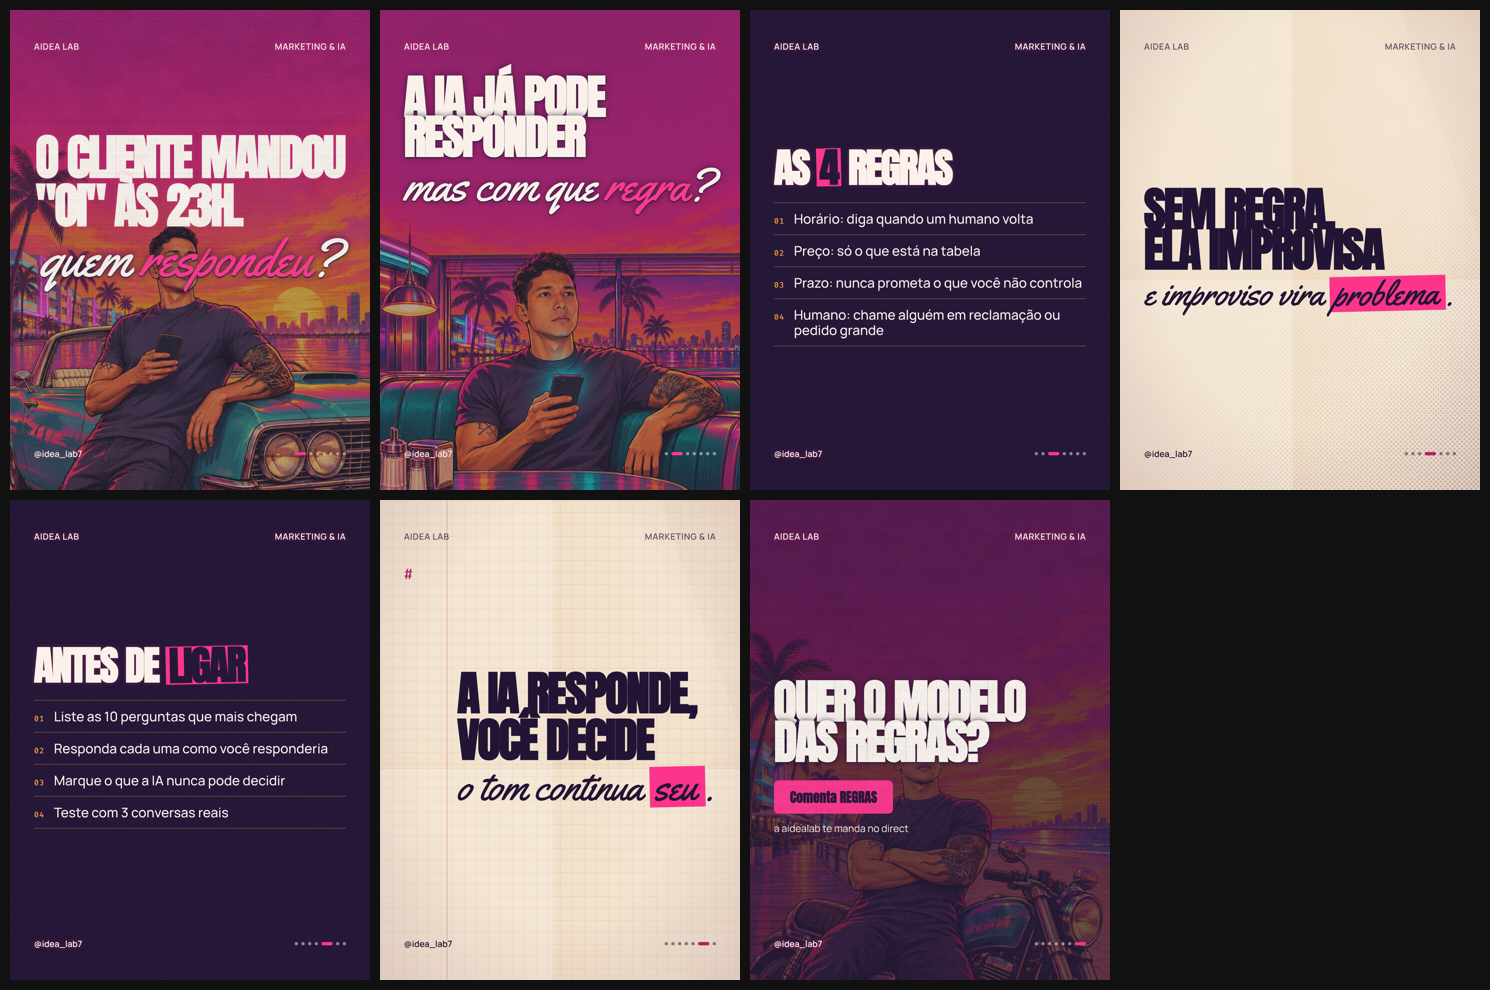 AIDEA LAB
MARKETING & IA
O CLIENTE MANDOU
"OI" ÀS 23H.
quem respondeu?
@idea_lab7
AIDEA LAB
MARKETING & IA
A IA JÁ PODE
RESPONDER
mas com que regra?
@idea_lab7
AIDEA LAB
MARKETING & IA
AS 4 REGRAS
01 Horário: diga quando um humano volta
02 Preço: só o que está na tabela
03 Prazo: nunca prometa o que você não controla
04 Humano: chame alguém em reclamação ou
pedido grande
@idea_lab7
AIDEA LAB
MARKETING & IA
SEM REGRA,
ELA IMPROVISA
e improviso vira problema.
@idea_lab7
AIDEA LAB
MARKETING & IA
ANTES DE LIGAR
01 Liste as 10 perguntas que mais chegam
02 Responda cada uma como você responderia
03 Marque o que a IA nunca pode decidir
04 Teste com 3 conversas reais
@idea_lab7
AIDEA LAB
MARKETING & IA
#
A IA RESPONDE,
VOCÊ DECIDE
o tom continua seu.
@idea_lab7
AIDEA LAB
MARKETING & IA
QUER O MODELO
DAS REGRAS?
Comenta REGRAS
a aidealab te manda no direct
@idea_lab7